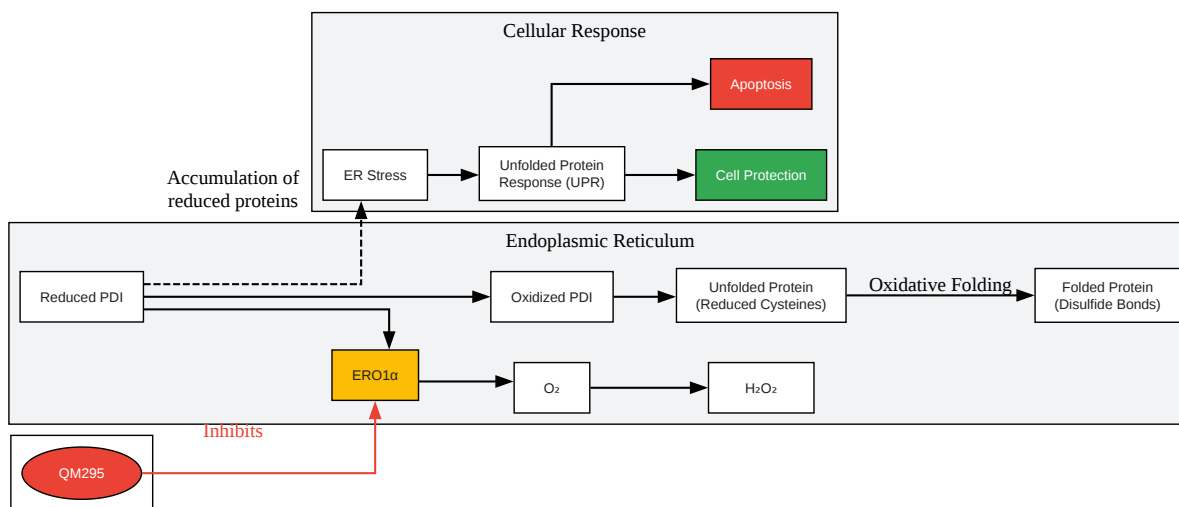 Cellular Response
Apoptosis
ER Stress
Unfolded Protein
Response (UPR)
Cell Protection
Accumulation of
reduced proteins
Endoplasmic Reticulum
Reduced PDI
Oxidized PDI
Unfolded Protein
(Reduced Cysteines)
Oxidative Folding
Folded Protein
(Disulfide Bonds)
ERO1α
O₂
H₂O₂
Inhibits
QM295